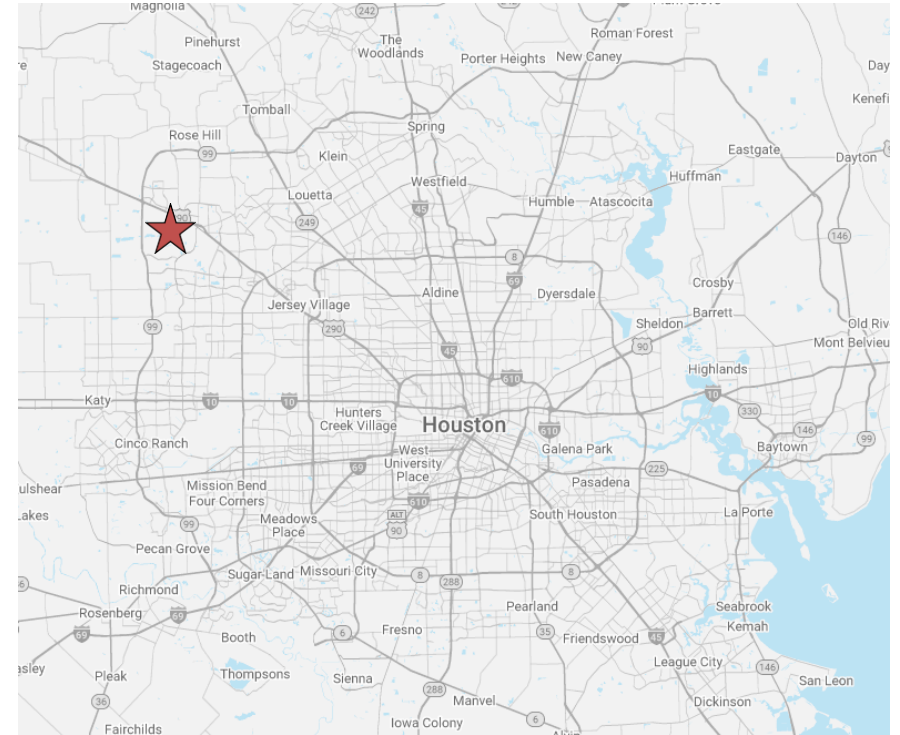 Magnolia
242
Pinehurst
The
Woodlands
Roman Forest
Stagecoach
Porter Heights
New Caney
Day
Kenefi
Tomball
Spring
Rose Hill
99
Klein
Eastgate
Dayton
Huffman
Westfield
Louetta
45
Humble
Atascocita
90
249
146
8
69
Crosby
Aldine
Dyersdale
Jersey Village
Barrett
99
290
Sheldon
Old Riv
90
Mont Belvieu
45
Highlands
610
Katy
10
10
10
330
Hunters
Creek Village
Houston
610
146
99
Cinco Ranch
Galena Park
Baytown
West
University
Place
69
225
ulshear
Mission Bend
Four Corners
Pasadena
610
Lakes
Meadows
Place
ALT
90
South Houston
La Porte
99
Pecan Grove
Sugar Land
Missouri City
8
288
8
Richmond
Rosenberg
69
Pearland
Seabrook
Kemah
69
Booth
6
Fresno
35
Friendswood
45
League City
146
asley
Pleak
Thompsons
Sienna
San Leon
36
288
Manvel
Dickinson
Iowa Colony
6
Fairchilds